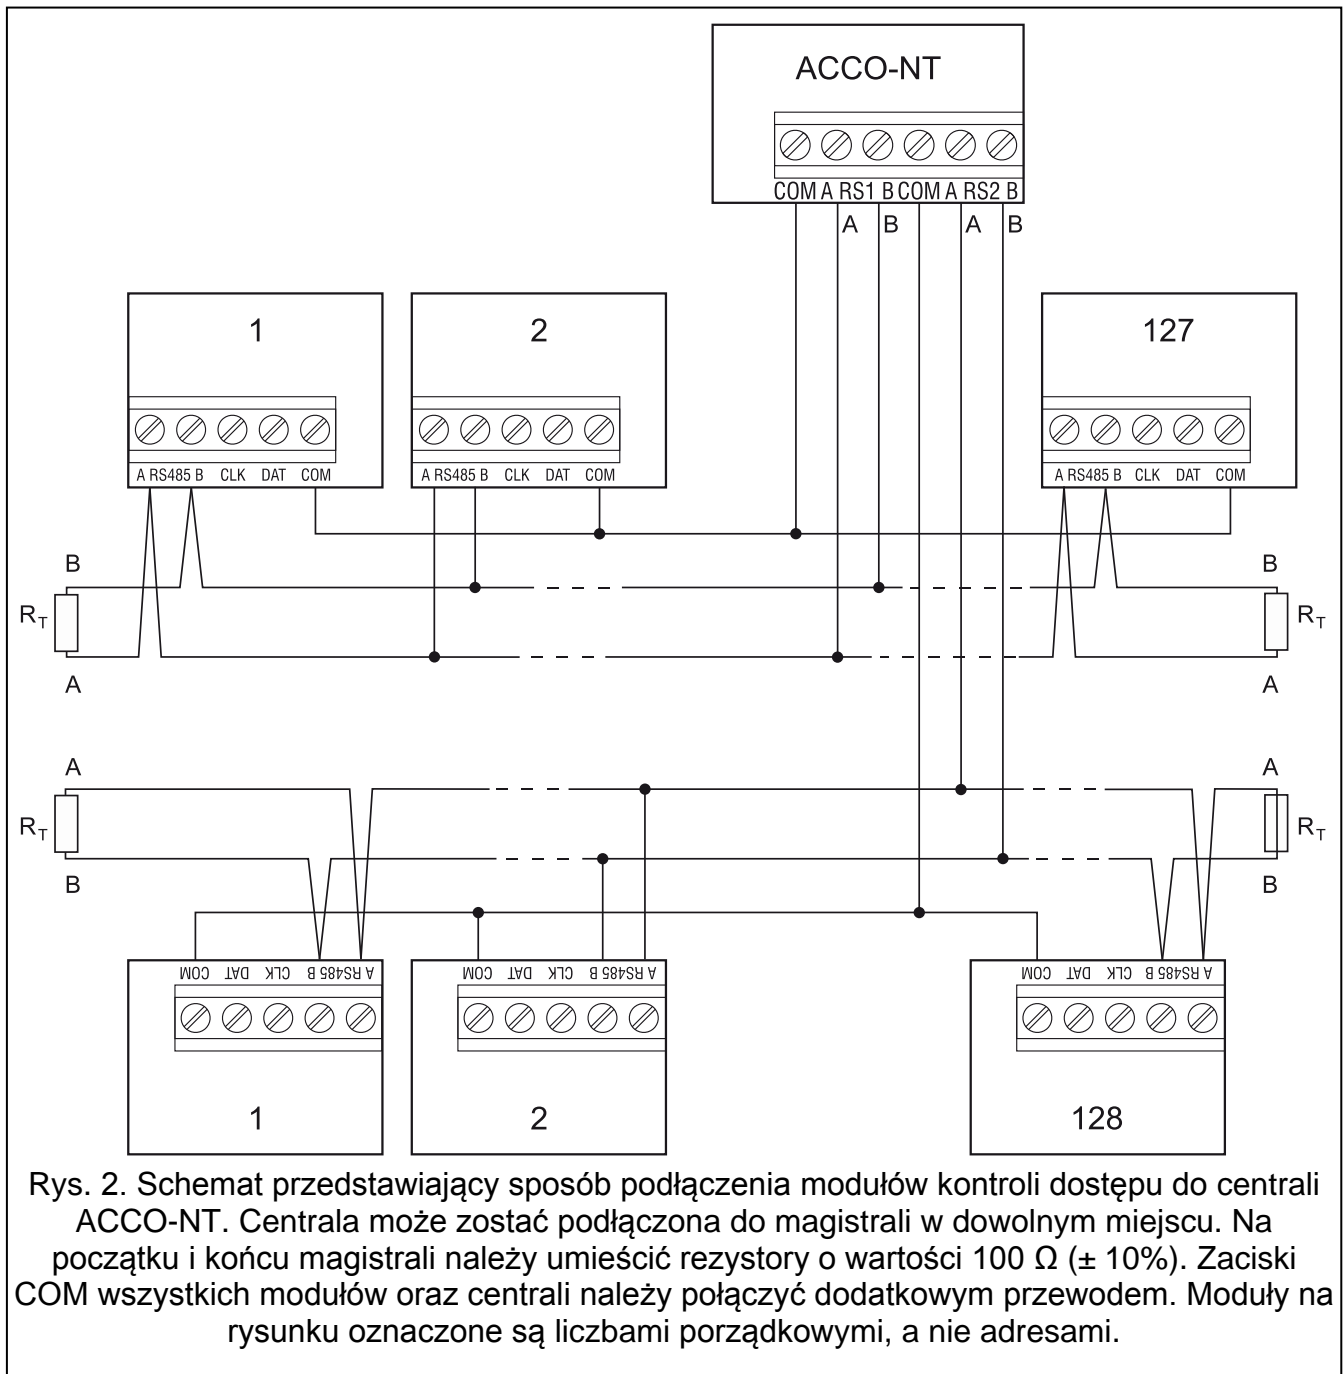 ACCO-NT
COM A RS1 B COM A RS2 B
A B A B
1
2
127
A RS485 B CLK DAT COM
A RS485 B CLK DAT COM
A RS485 B CLK DAT COM
B
B
R_T
R_T
A
A
A
A
R_T
R_T
B
B
COM DAT CLK B RS485 A
COM DAT CLK B RS485 A
COM DAT CLK B RS485 A
1
2
128
Rys. 2. Schemat przedstawiający sposób podłączenia modułów kontroli dostępu do centrali
ACCO-NT. Centrala może zostać podłączona do magistrali w dowolnym miejscu. Na
początku i końcu magistrali należy umieścić rezystory o wartości 100 Ω (± 10%). Zaciski
COM wszystkich modułów oraz centrali należy połączyć dodatkowym przewodem. Moduły na
rysunku oznaczone są liczbami porządkowymi, a nie adresami.